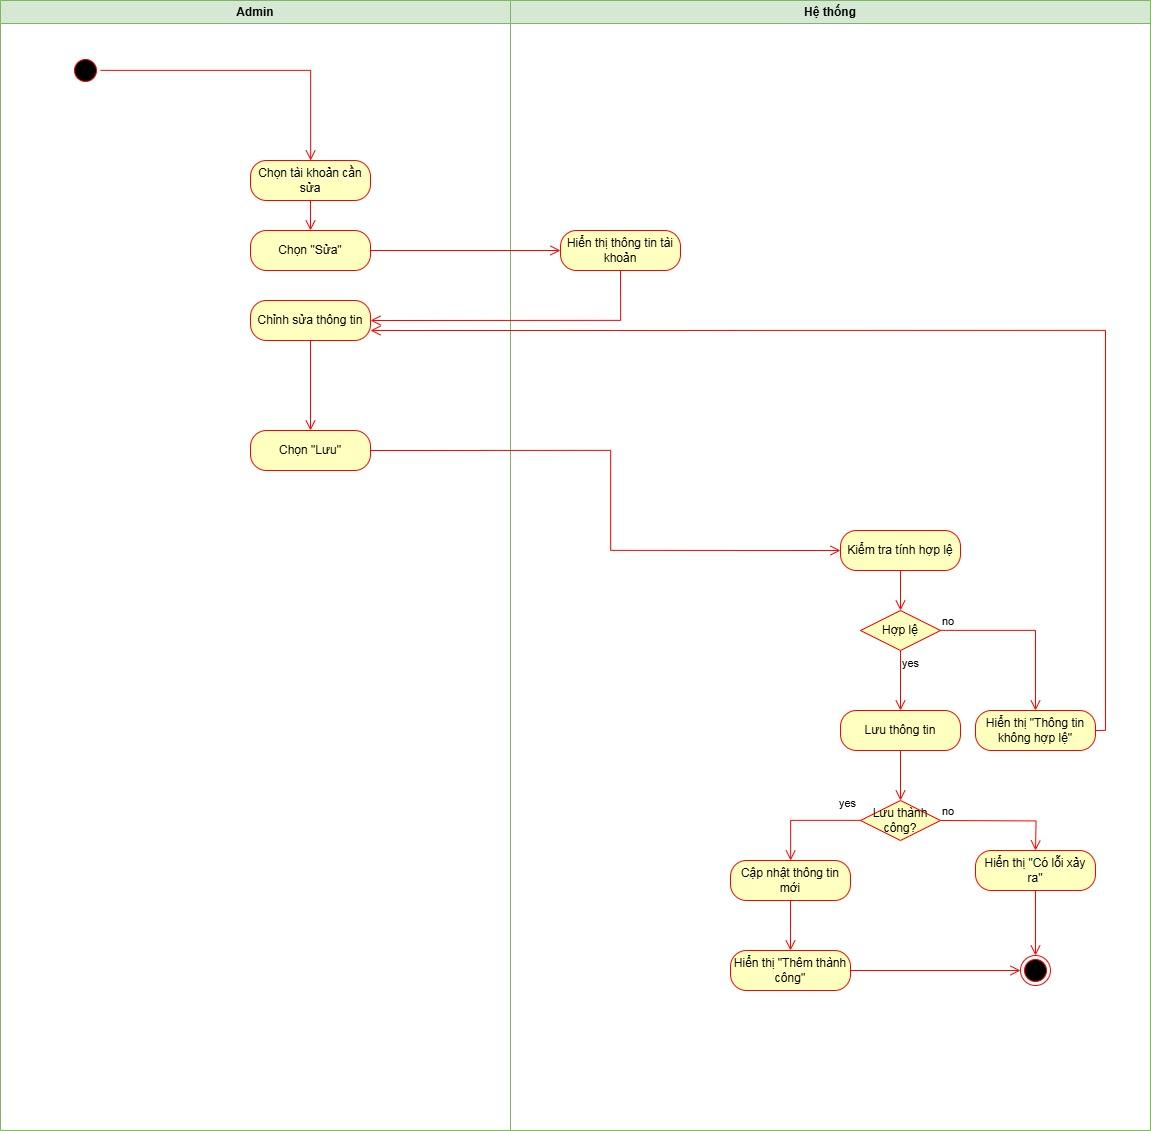 Admin
Hệ thống
Chọn tài khoản cần
sửa
Chọn "Sửa"
Hiển thị thông tin tài
khoản
Chỉnh sửa thông tin
Chọn "Lưu"
Kiểm tra tính hợp lệ
Hợp lệ
no
yes
Lưu thông tin
Hiển thị "Thông tin
không hợp lệ"
yes
Lưu thành
công?
no
Cập nhật thông tin
mới
Hiển thị "Có lỗi xảy
ra"
Hiển thị "Thêm thành
công"